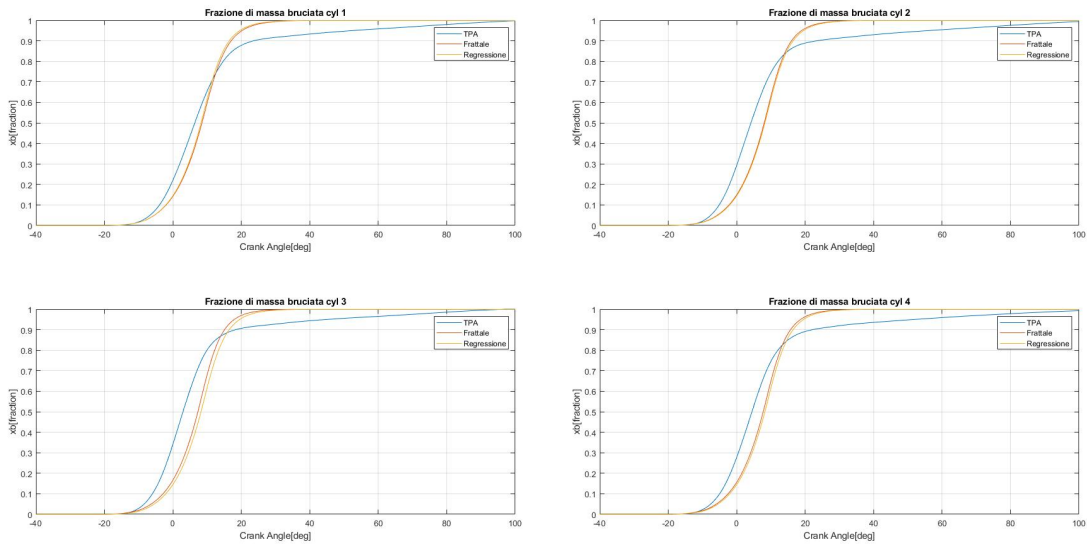 Frazione di massa bruciata cyl 1
1
0.9
0.8
0.7
0.6
0.5
0.4
0.3
0.2
0.1
0
xb[fraction]
TPA
Frattale
Regressione
-40 -20 0 20 40 60 80 100
Crank Angle[deg]
Frazione di massa bruciata cyl 2
1
0.9
0.8
0.7
0.6
0.5
0.4
0.3
0.2
0.1
0
xb[fraction]
TPA
Frattale
Regressione
-40 -20 0 20 40 60 80 100
Crank Angle[deg]
Frazione di massa bruciata cyl 3
1
0.9
0.8
0.7
0.6
0.5
0.4
0.3
0.2
0.1
0
xb[fraction]
TPA
Frattale
Regressione
-40 -20 0 20 40 60 80 100
Crank Angle[deg]
Frazione di massa bruciata cyl 4
1
0.9
0.8
0.7
0.6
0.5
0.4
0.3
0.2
0.1
0
xb[fraction]
TPA
Frattale
Regressione
-40 -20 0 20 40 60 80 100
Crank Angle[deg]